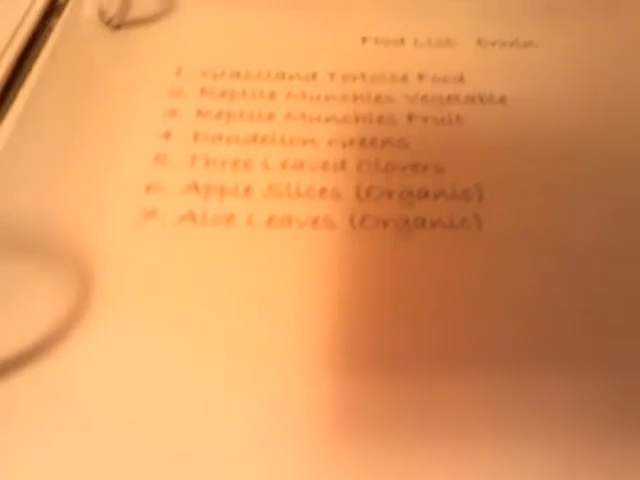 Food List
1. Grassland Tortoise Food
2. Reptile Munchies Vegetable
3. Reptile Munchies Fruit
4. Dandelion Greens
5. Three Leaved Clovers
6. Apple Slices (Organic)
7. Aloe Leaves (Organic)